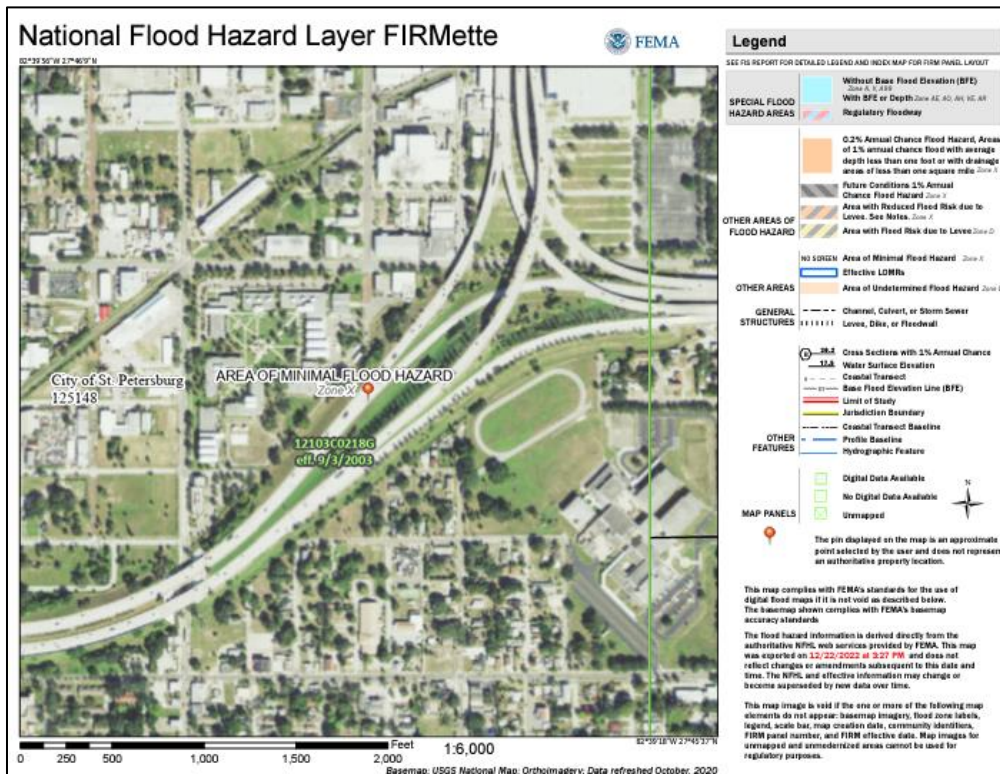 National Flood Hazard Layer FIRMette
FEMA
82°39'56"W 27°46'9"N
AREA OF MINIMAL FLOOD HAZARD
Zone X
City of St. Petersburg
125148
12103C0218G
eff. 9/3/2003
0 250 500 1,000 1,500 2,000
Feet
1:6,000
82°39'18"W 27°45'37"N
Basemap: USGS National Map: Orthoimagery: Data refreshed October, 2020
Legend
SEE FIS REPORT FOR DETAILED LEGEND AND INDEX MAP FOR FIRM PANEL LAYOUT
SPECIAL FLOOD
HAZARD AREAS
Without Base Flood Elevation (BFE)
Zone A, V, A99
With BFE or Depth Zone AE, AO, AH, VE, AR
Regulatory Floodway
OTHER AREAS OF
FLOOD HAZARD
0.2% Annual Chance Flood Hazard, Areas
of 1% annual chance flood with average
depth less than one foot or with drainage
areas of less than one square mile Zone X
Future Conditions 1% Annual
Chance Flood Hazard Zone X
Area with Reduced Flood Risk due to
Levee. See Notes. Zone X
Area with Flood Risk due to Levee Zone D
OTHER AREAS
NO SCREEN Area of Minimal Flood Hazard Zone X
Effective LOMRs
Area of Undetermined Flood Hazard Zone
GENERAL
STRUCTURES
Channel, Culvert, or Storm Sewer
Levee, Dike, or Floodwall
OTHER
FEATURES
B 20.2 Cross Sections with 1% Annual Chance
17.5 Water Surface Elevation
Coastal Transect
Base Flood Elevation Line (BFE)
Limit of Study
Jurisdiction Boundary
Coastal Transect Baseline
Profile Baseline
Hydrographic Feature
MAP PANELS
Digital Data Available
No Digital Data Available
Unmapped
N
The pin displayed on the map is an approximate
point selected by the user and does not represen
an authoritative property location.
This map complies with FEMA's standards for the use of
digital flood maps if it is not void as described below.
The basemap shown complies with FEMA's basemap
accuracy standards
The flood hazard information is derived directly from the
authoritative NFHL web services provided by FEMA. This map
was exported on 12/22/2022 at 3:27 PM and does not
reflect changes or amendments subsequent to this date and
time. The NFHL and effective information may change or
become superseded by new data over time.
This map image is void if the one or more of the following map
elements do not appear: basemap imagery, flood zone labels,
legend, scale bar, map creation date, community identifiers,
FIRM panel number, and FIRM effective date. Map images for
unmapped and unmodernized areas cannot be used for
regulatory purposes.